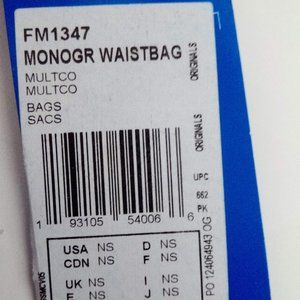 FM1347
MONOGR WAISTBAG
MULTCO
MULTCO
BAGS
SACS
ORIGINALS
ORIGINALS
UPC
662
PK
1 93105 54006 6
USA NS D NS
CDN NS F NS
UK NS I NS
E NS J NS
PO 124064943 OG